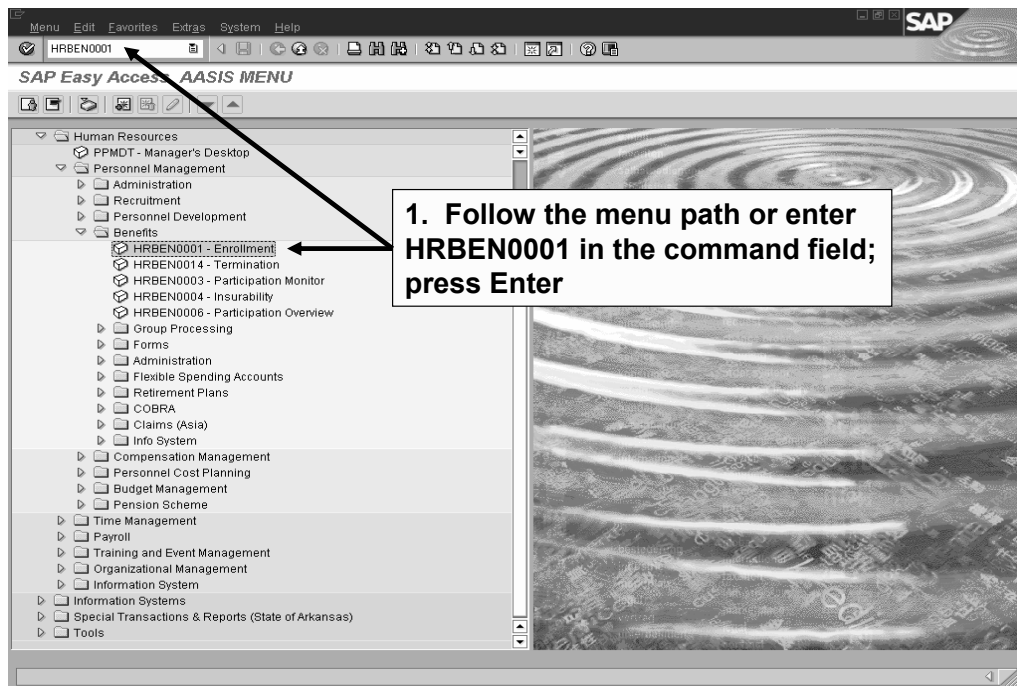 Menu Edit Favorites Extras System Help
SAP
HRBEN0001
SAP Easy Access AASIS MENU
Human Resources
PPMDT - Manager's Desktop
Personnel Management
Administration
Recruitment
Personnel Development
Benefits
HRBEN0001 - Enrollment
HRBEN0014 - Termination
HRBEN0003 - Participation Monitor
HRBEN0004 - Insurability
HRBEN0006 - Participation Overview
Group Processing
Forms
Administration
Flexible Spending Accounts
Retirement Plans
COBRA
Claims (Asia)
Info System
Compensation Management
Personnel Cost Planning
Budget Management
Pension Scheme
Time Management
Payroll
Training and Event Management
Organizational Management
Information System
Information Systems
Special Transactions & Reports (State of Arkansas)
Tools
1. Follow the menu path or enter
HRBEN0001 in the command field;
press Enter